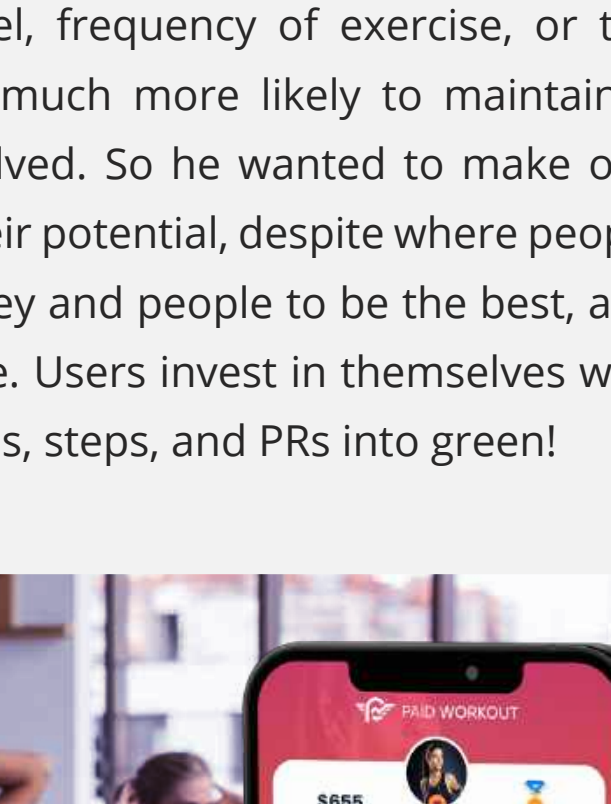 el, frequency of exercise, or t
much more likely to maintain
lved. So he wanted to make o
eir potential, despite where peop
ey and people to be the best, a
e. Users invest in themselves w
s, steps, and PRs into green!
PAID WORKOUT
$655